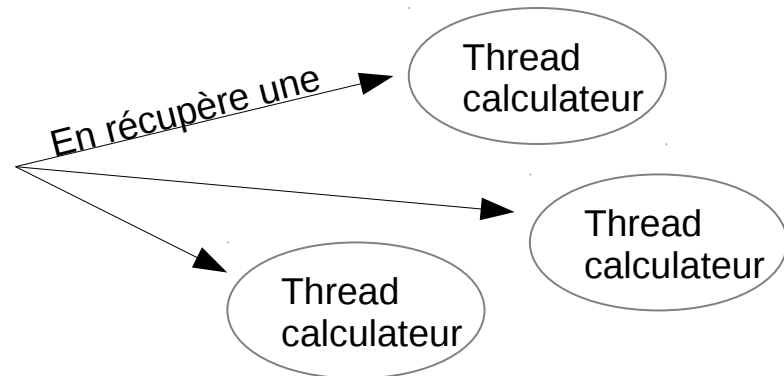 Thread
calculateur
En récupère une
Thread
calculateur
Thread
calculateur